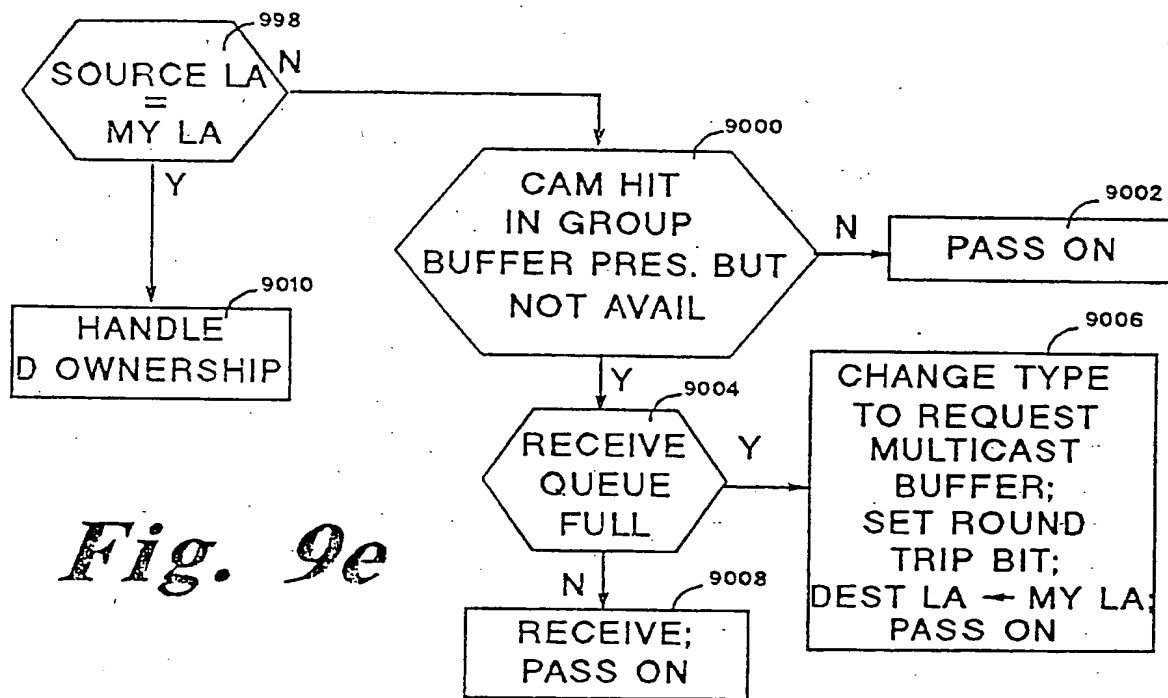 998
SOURCE LA
=
MY LA
N
Y
9010
HANDLE
D OWNERSHIP
9000
CAM HIT
IN GROUP
BUFFER PRES. BUT
NOT AVAIL
N
9002
PASS ON
Y
9004
RECEIVE
QUEUE
FULL
Y
9006
CHANGE TYPE
TO REQUEST
MULTICAST
BUFFER;
SET ROUND
TRIP BIT;
DEST LA ← MY LA;
PASS ON
N
9008
RECEIVE;
PASS ON
Fig. 9e